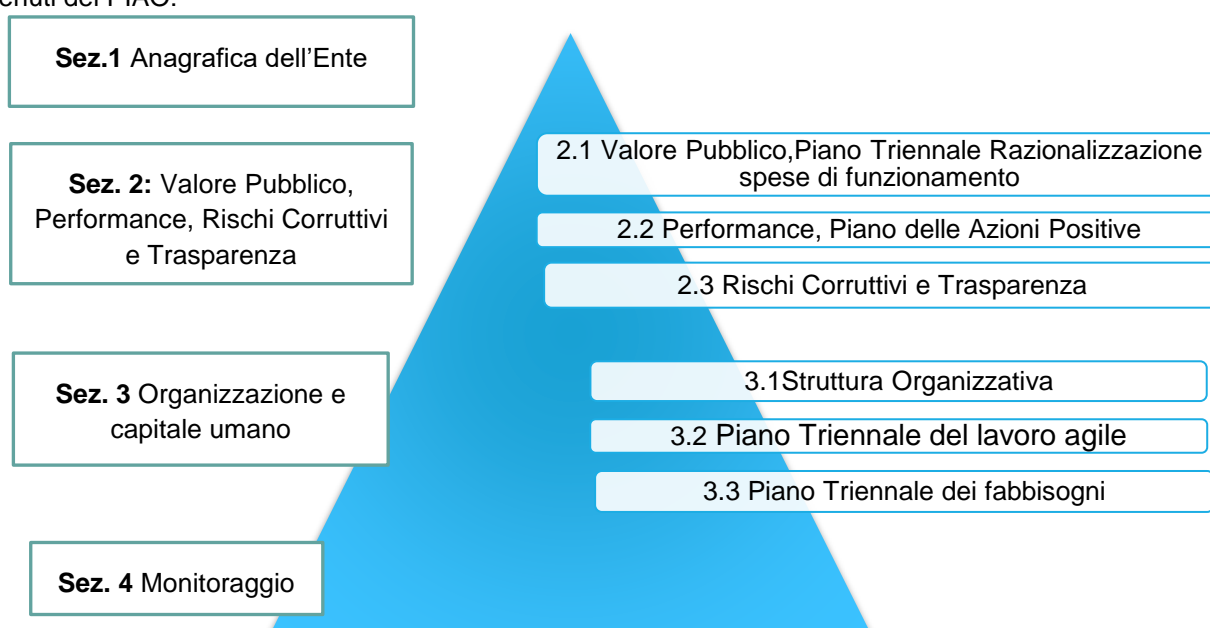 Sez.1 Anagrafica dell’Ente
Sez. 2: Valore Pubblico,
Performance, Rischi Corruttivi
e Trasparenza
2.1 Valore Pubblico,Piano Triennale Razionalizzazione
spese di funzionamento
2.2 Performance, Piano delle Azioni Positive
2.3 Rischi Corruttivi e Trasparenza
Sez. 3 Organizzazione e
capitale umano
3.1Struttura Organizzativa
3.2 Piano Triennale del lavoro agile
3.3 Piano Triennale dei fabbisogni
Sez. 4 Monitoraggio